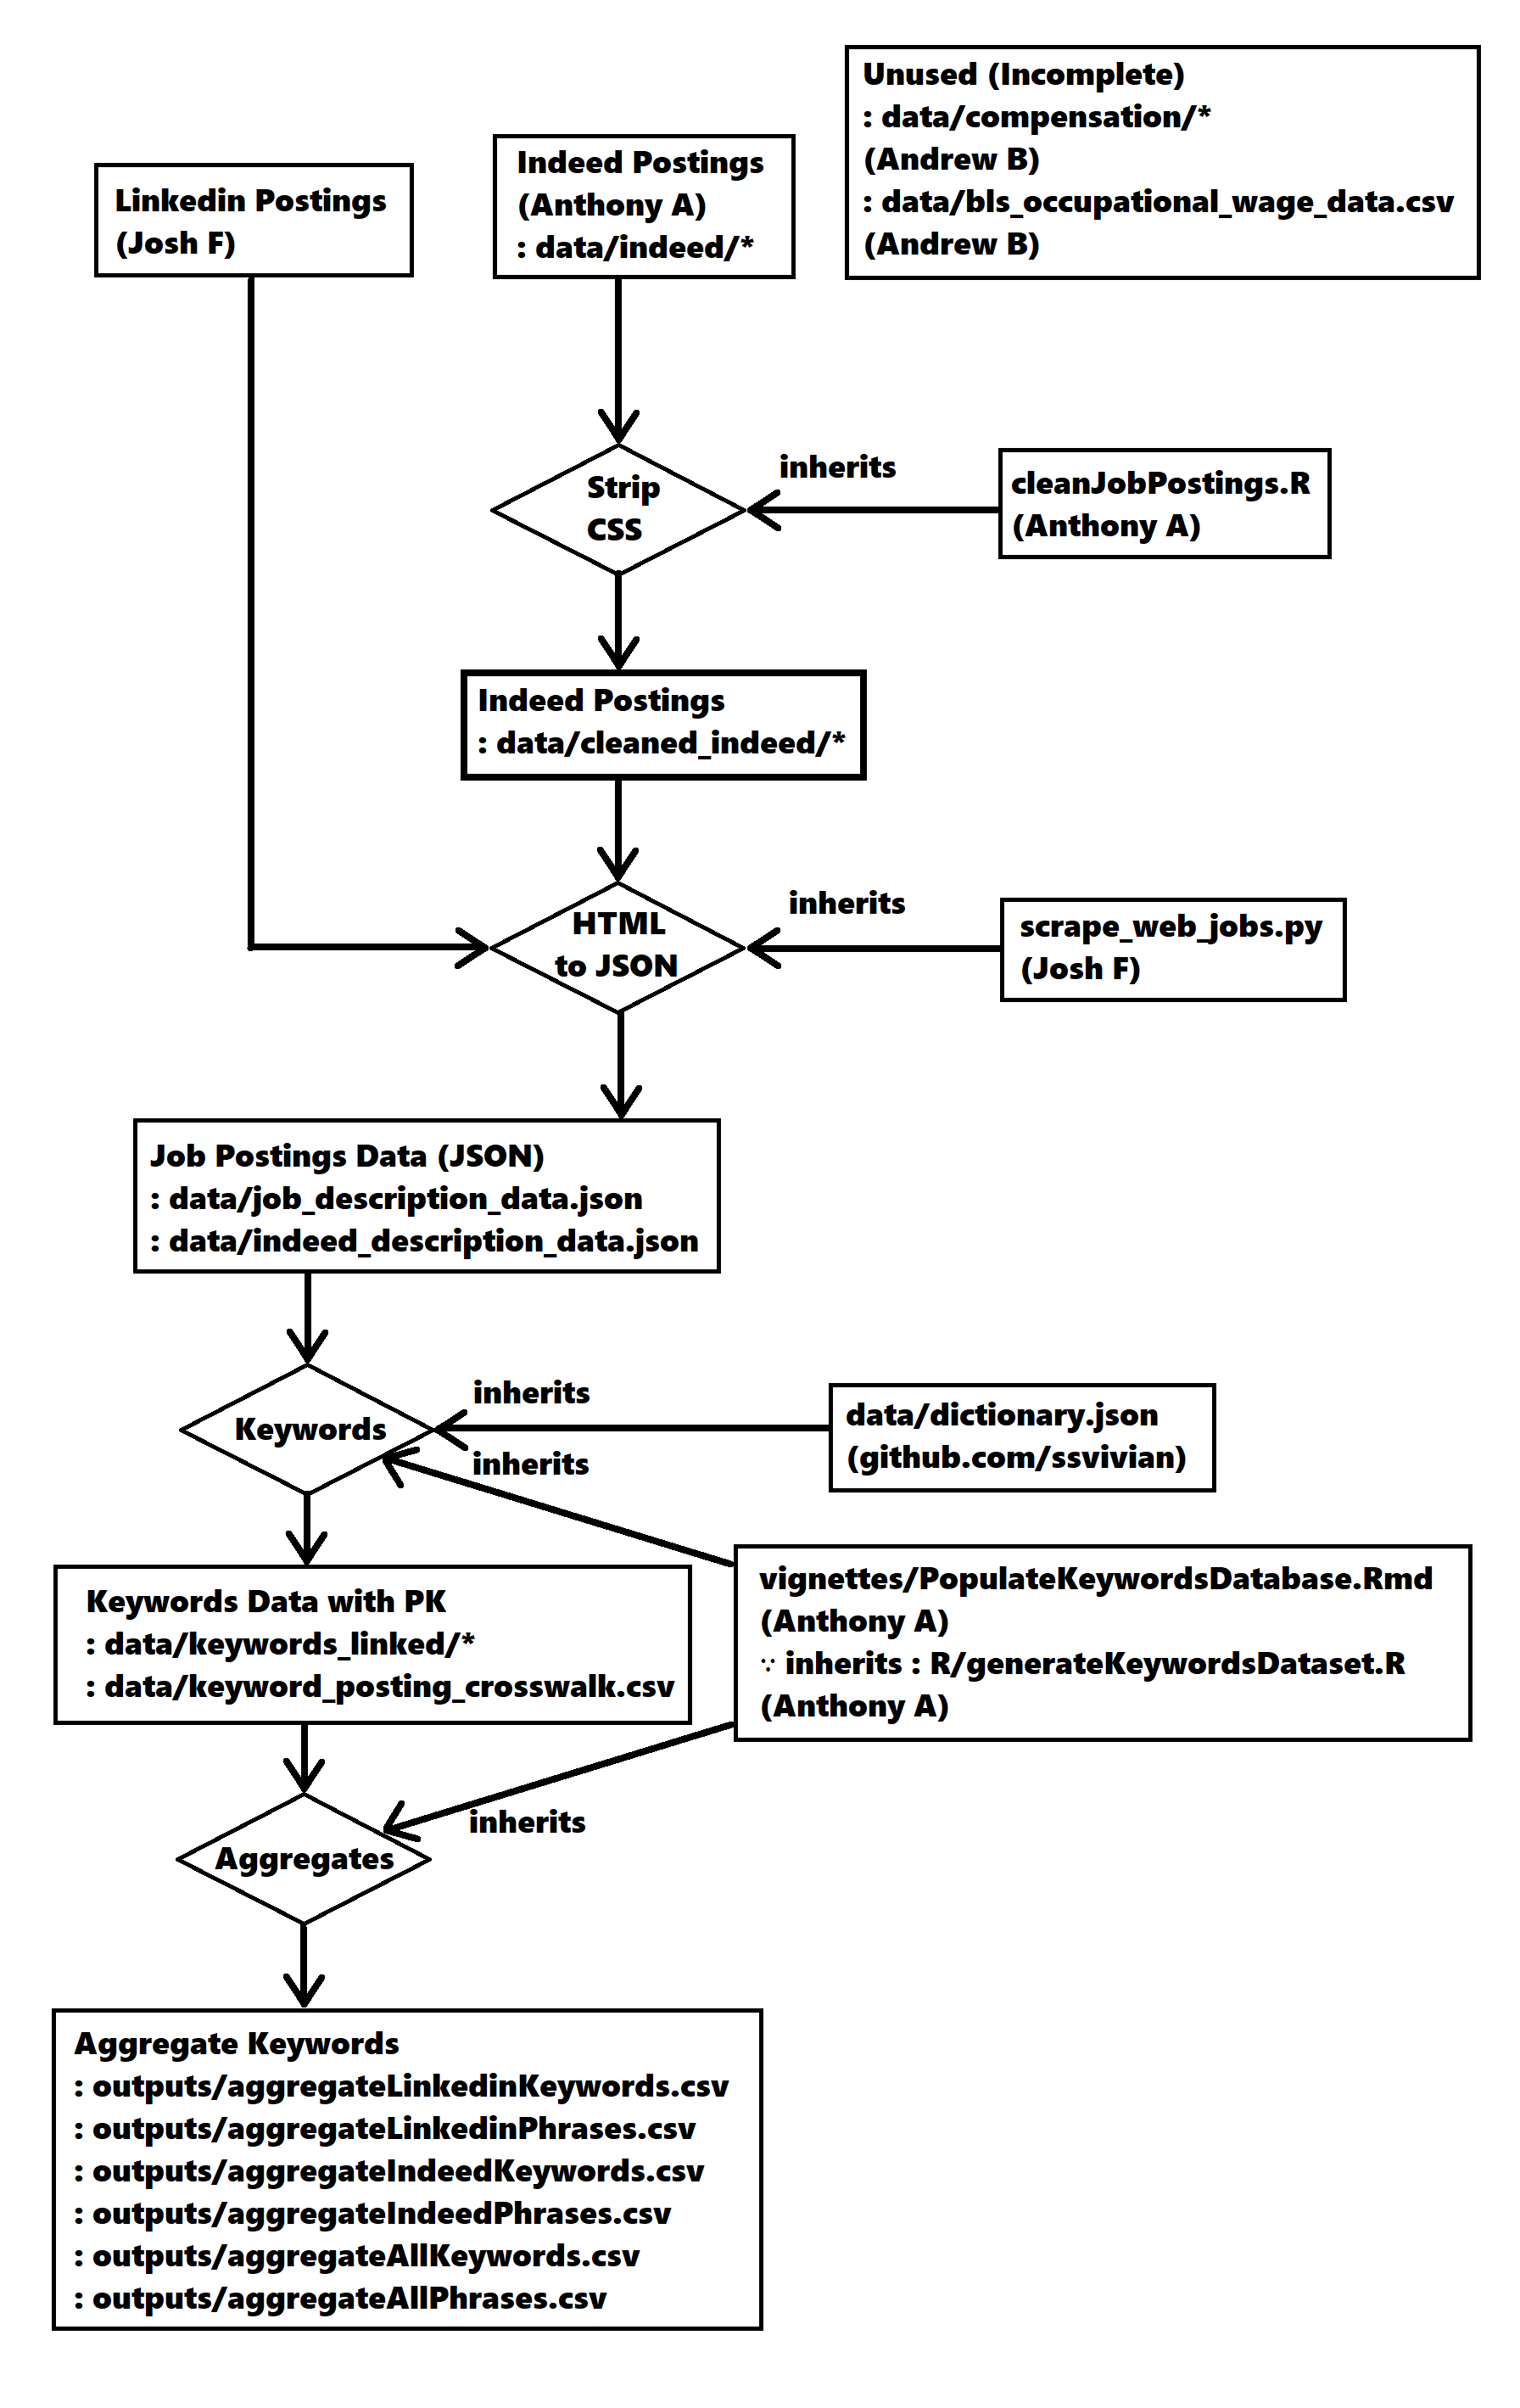 Unused (Incomplete)
: data/compensation/*
(Andrew B)
: data/bls_occupational_wage_data.csv
(Andrew B)
Indeed Postings
(Anthony A)
: data/indeed/*
Linkedin Postings
(Josh F)
Strip
CSS
inherits
cleanJobPostings.R
(Anthony A)
Indeed Postings
: data/cleaned_indeed/*
HTML
to JSON
inherits
scrape_web_jobs.py
(Josh F)
Job Postings Data (JSON)
: data/job_description_data.json
: data/indeed_description_data.json
Keywords
inherits
inherits
data/dictionary.json
(github.com/ssvivian)
vignettes/PopulateKeywordsDatabase.Rmd
(Anthony A)
∵ inherits : R/generateKeywordsDataset.R
(Anthony A)
Keywords Data with PK
: data/keywords_linked/*
: data/keyword_posting_crosswalk.csv
inherits
Aggregates
Aggregate Keywords
: outputs/aggregateLinkedinKeywords.csv
: outputs/aggregateLinkedinPhrases.csv
: outputs/aggregateIndeedKeywords.csv
: outputs/aggregateIndeedPhrases.csv
: outputs/aggregateAllKeywords.csv
: outputs/aggregateAllPhrases.csv